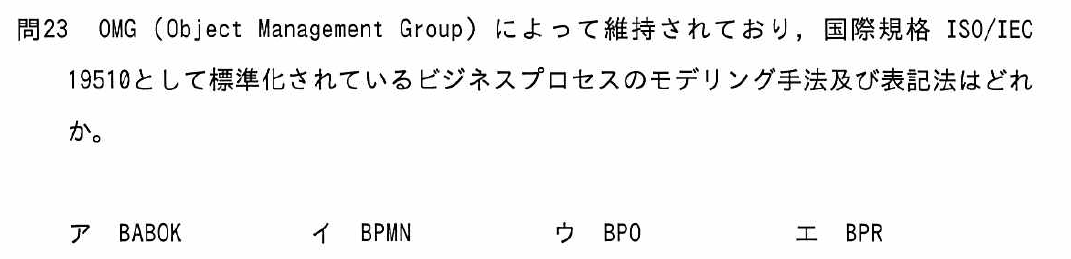 問23 OMG (Object Management Group) によって維持されており，国際規格 ISO/IEC
19510として標準化されているビジネスプロセスのモデリング手法及び表記法はどれ
か。
ア BABOK イ BPMN ウ BPO エ BPR